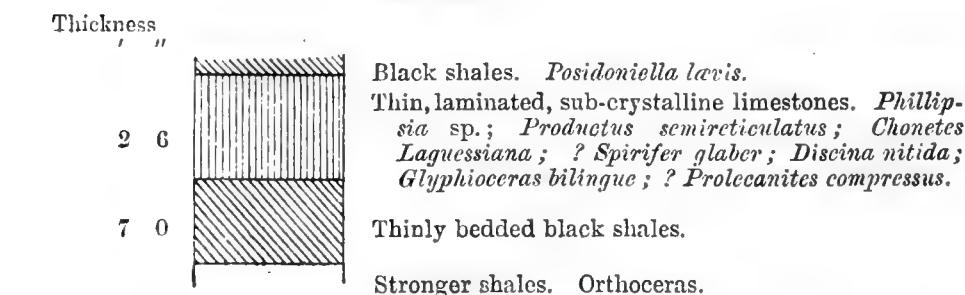 Thickness
′ ″
Black shales. Posidoniella lævis.
2 6
Thin, laminated, sub-crystalline limestones. Phillip-
sia sp.; Productus semireticulatus; Chonetes
Laguessiana; ? Spirifer glaber; Discina nitida;
Glyphioceras bilingue; ? Prolecanites compressus.
7 0
Thinly bedded black shales.
Stronger shales. Orthoceras.